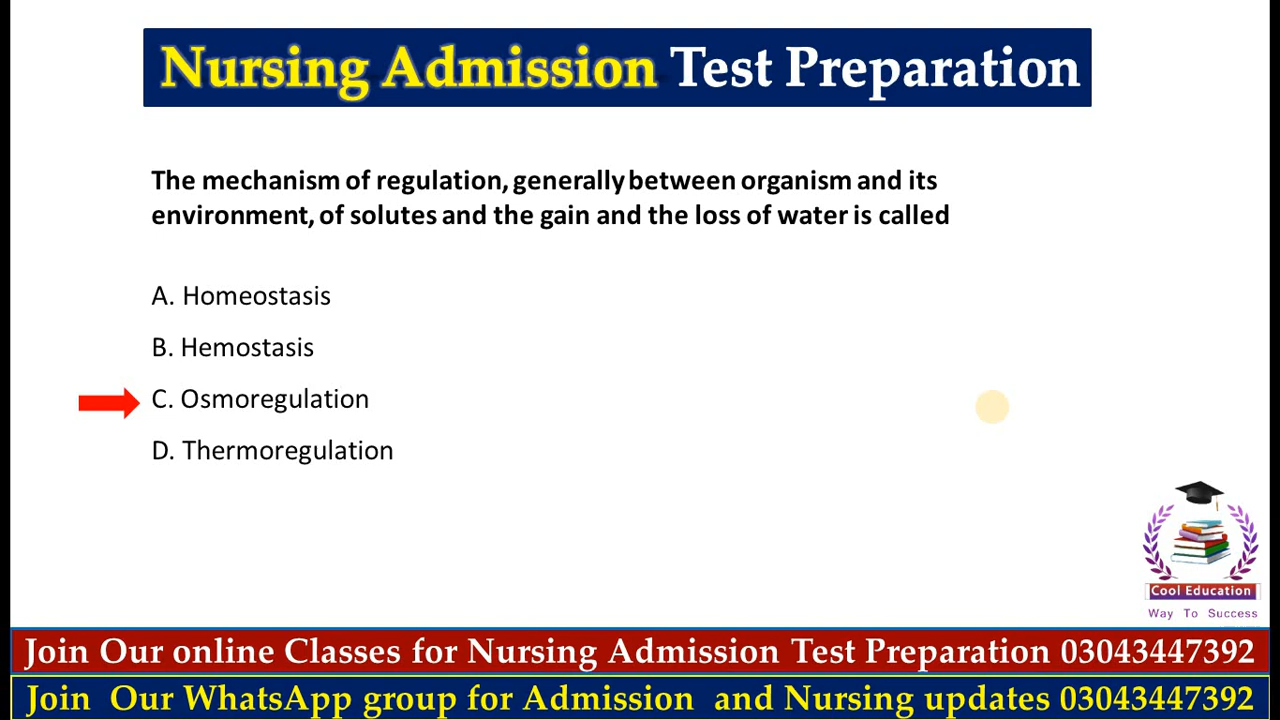 Nursing Admission Test Preparation
The mechanism of regulation, generally between organism and its
environment, of solutes and the gain and the loss of water is called
A. Homeostasis
B. Hemostasis
C. Osmoregulation
D. Thermoregulation
Cool Education
Way To Success
Join Our online Classes for Nursing Admission Test Preparation 03043447392
Join Our WhatsApp group for Admission and Nursing updates 03043447392